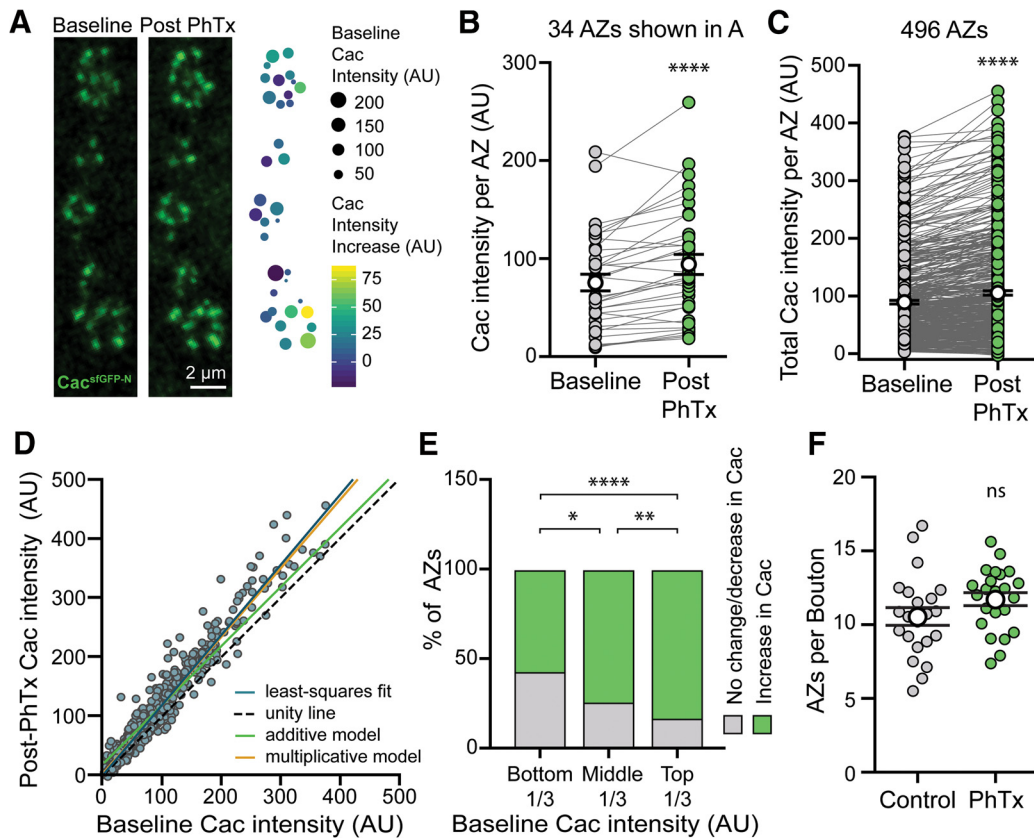 A
Baseline Post PhTx
Baseline
Cac
Intensity (AU)
200
150
100
50
Cac
Intensity
Increase (AU)
75
50
25
0
Cac^sfGFP-N
2 µm
B
34 AZs shown in A
****
Cac intensity per AZ (AU)
300
200
100
0
Baseline
Post
PhTx
C
496 AZs
****
Total Cac intensity per AZ (AU)
500
400
300
200
100
0
Baseline
Post
PhTx
D
Post-PhTx Cac intensity (AU)
500
400
300
200
100
0
least-squares fit
unity line
additive model
multiplicative model
0 100 200 300 400 500
Baseline Cac intensity (AU)
E
% of AZs
150
100
50
0
****
* **
Bottom Middle Top
1/3 1/3 1/3
Baseline Cac intensity (AU)
No change/decrease in Cac
Increase in Cac
F
ns
AZs per Bouton
20
15
10
5
0
Control PhTx